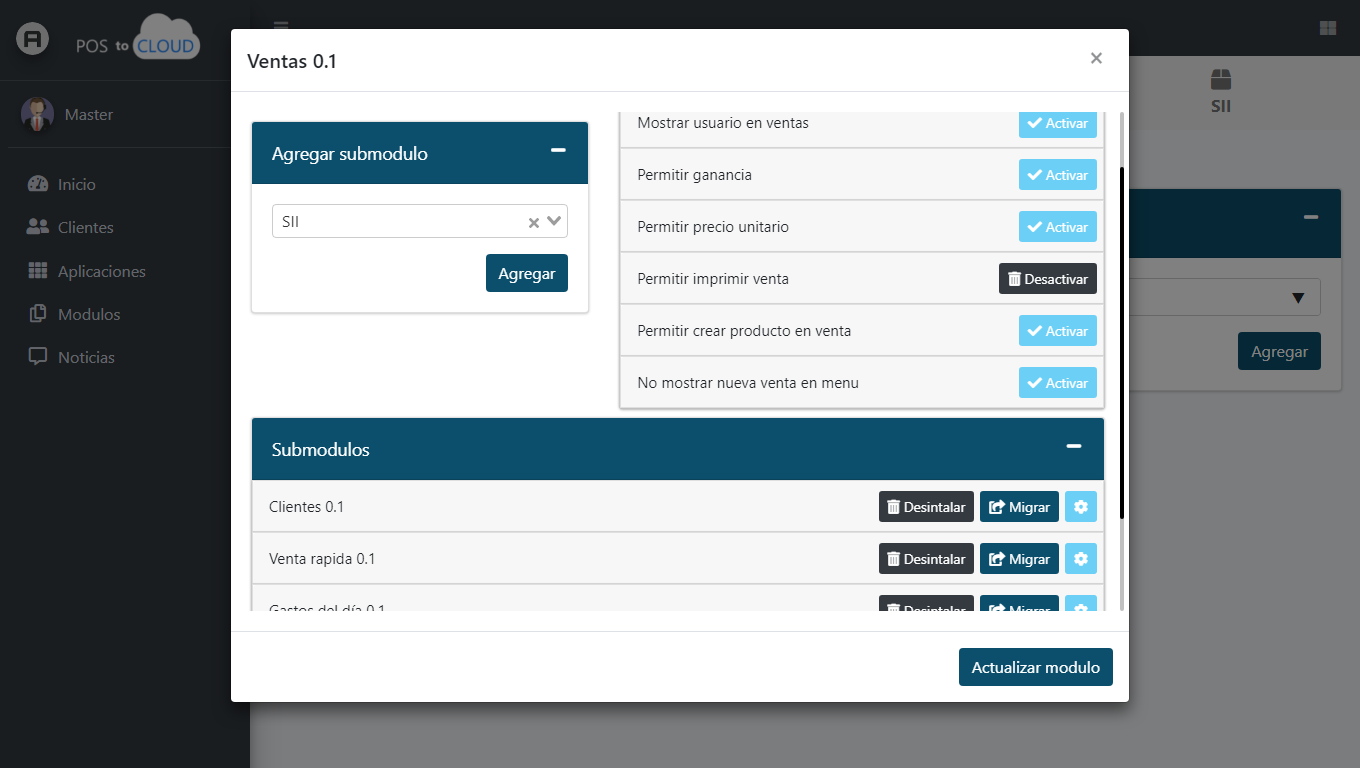 A
POS to CLOUD
Master
Inicio
Clientes
Aplicaciones
Modulos
Noticias
SII
Agregar
Ventas 0.1
×
Agregar submodulo
SII
Agregar
Mostrar usuario en ventas Activar
Permitir ganancia Activar
Permitir precio unitario Activar
Permitir imprimir venta Desactivar
Permitir crear producto en venta Activar
No mostrar nueva venta en menu Activar
Submodulos
Clientes 0.1 Desintalar Migrar
Venta rapida 0.1 Desintalar Migrar
Gastos del día 0.1 Desintalar Migrar
Actualizar modulo